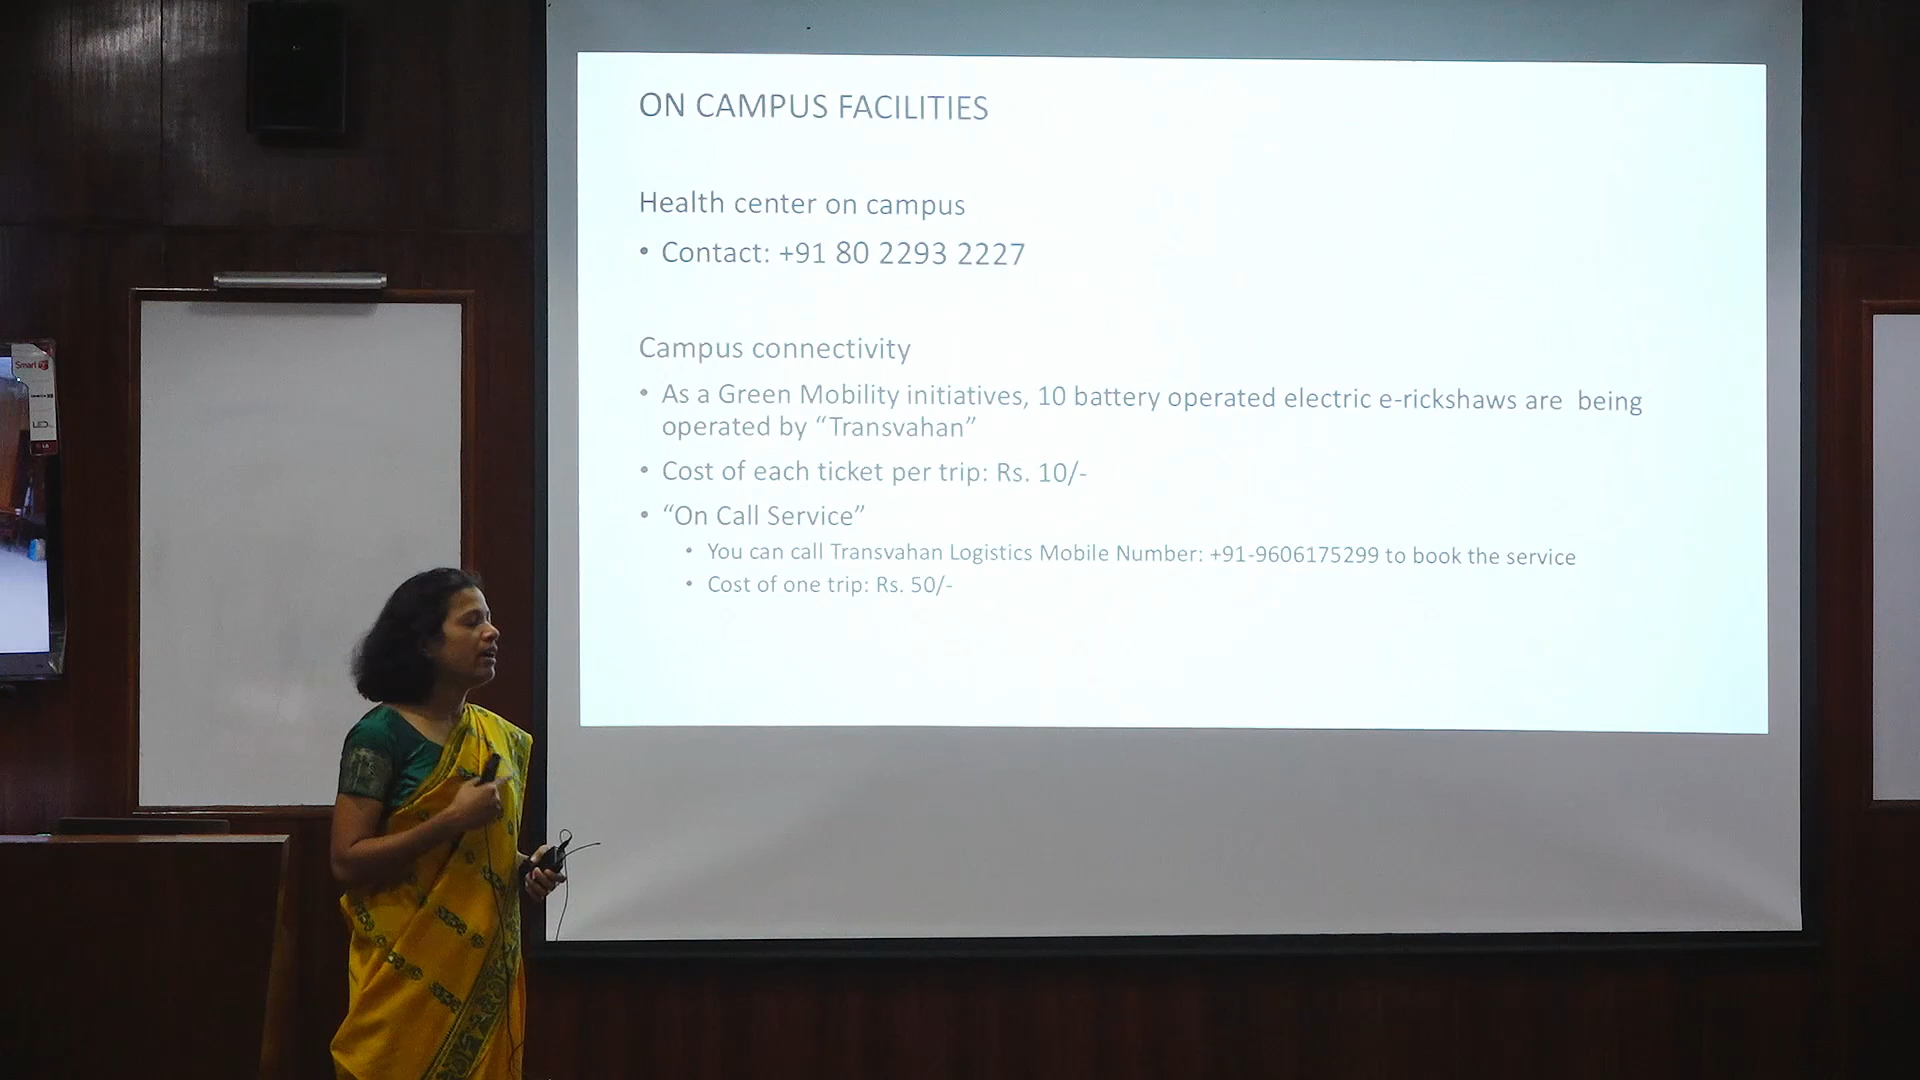 ON CAMPUS FACILITIES
Health center on campus
• Contact: +91 80 2293 2227
Campus connectivity
• As a Green Mobility initiatives, 10 battery operated electric e-rickshaws are being
operated by “Transvahan”
• Cost of each ticket per trip: Rs. 10/-
• “On Call Service”
• You can call Transvahan Logistics Mobile Number: +91-9606175299 to book the service
• Cost of one trip: Rs. 50/-
Smart
LED
LG